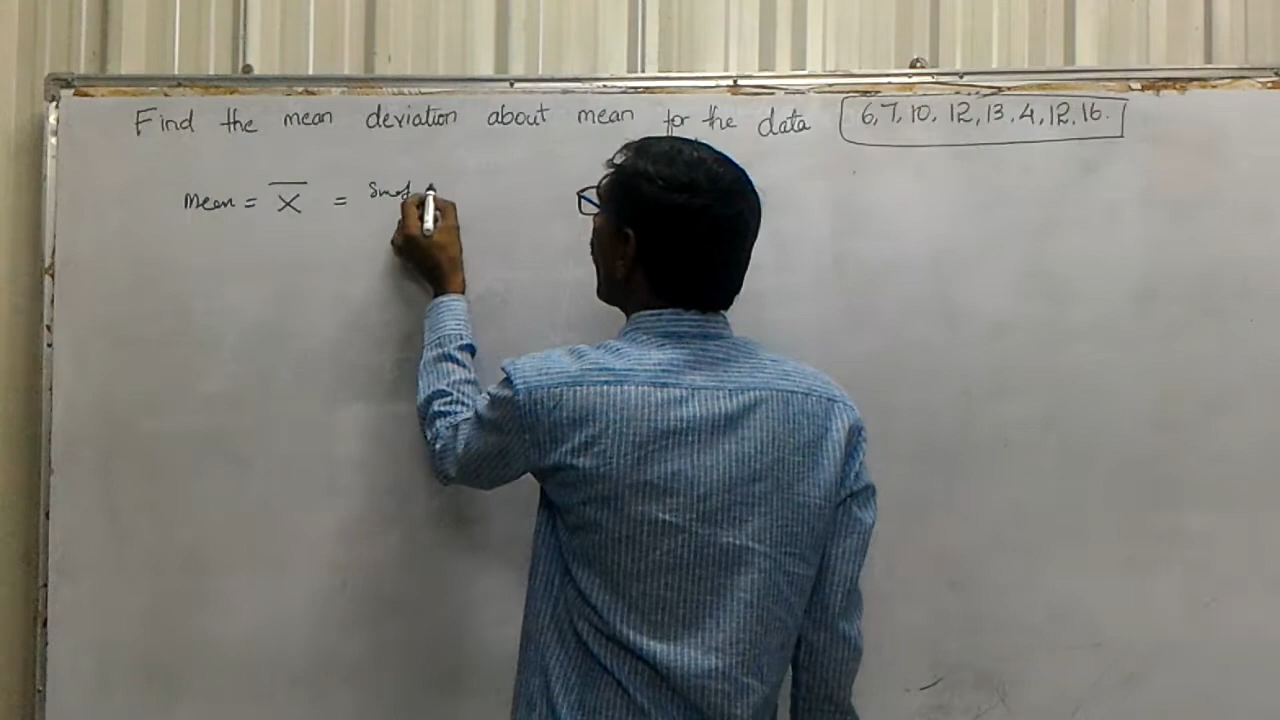 Find the mean deviation about mean for the data 6, 7, 10, 12, 13, 4, 12, 16.
Mean = X̅ =